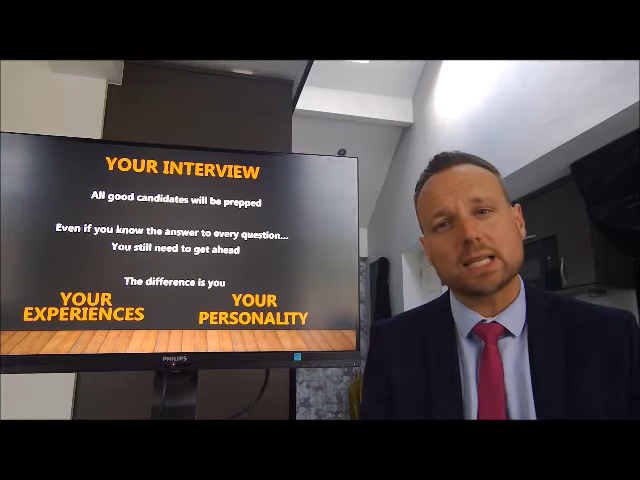 YOUR INTERVIEW
All good candidates will be prepped
Even if you know the answer to every question...
You still need to get ahead
The difference is you
YOUR EXPERIENCES
YOUR PERSONALITY
PHILIPS